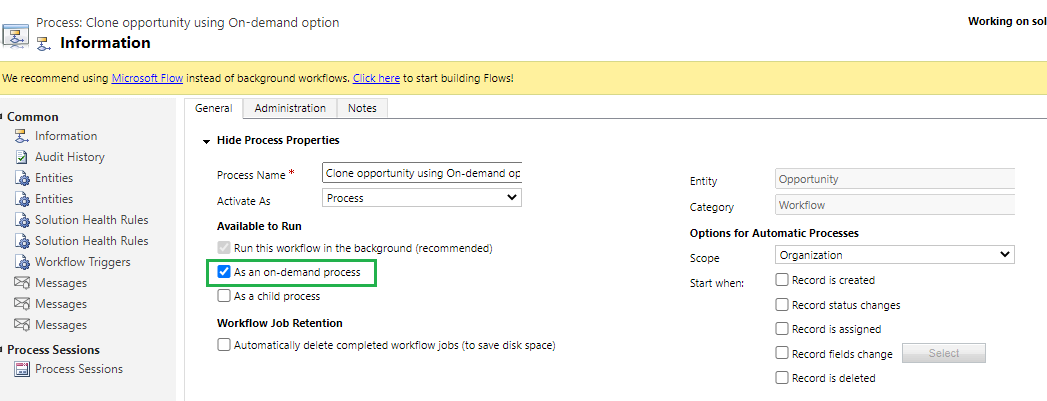 Process: Clone opportunity using On-demand option
Working on sol
Information
We recommend using Microsoft Flow instead of background workflows. Click here to start building Flows!
Common
Information
Audit History
Entities
Entities
Solution Health Rules
Solution Health Rules
Workflow Triggers
Messages
Messages
Messages
Process Sessions
Process Sessions
General Administration Notes
Hide Process Properties
Process Name * Clone opportunity using On-demand op
Activate As Process
Available to Run
Run this workflow in the background (recommended)
As an on-demand process
As a child process
Workflow Job Retention
Automatically delete completed workflow jobs (to save disk space)
Entity Opportunity
Category Workflow
Options for Automatic Processes
Scope Organization
Start when: Record is created
Record status changes
Record is assigned
Record fields change Select
Record is deleted